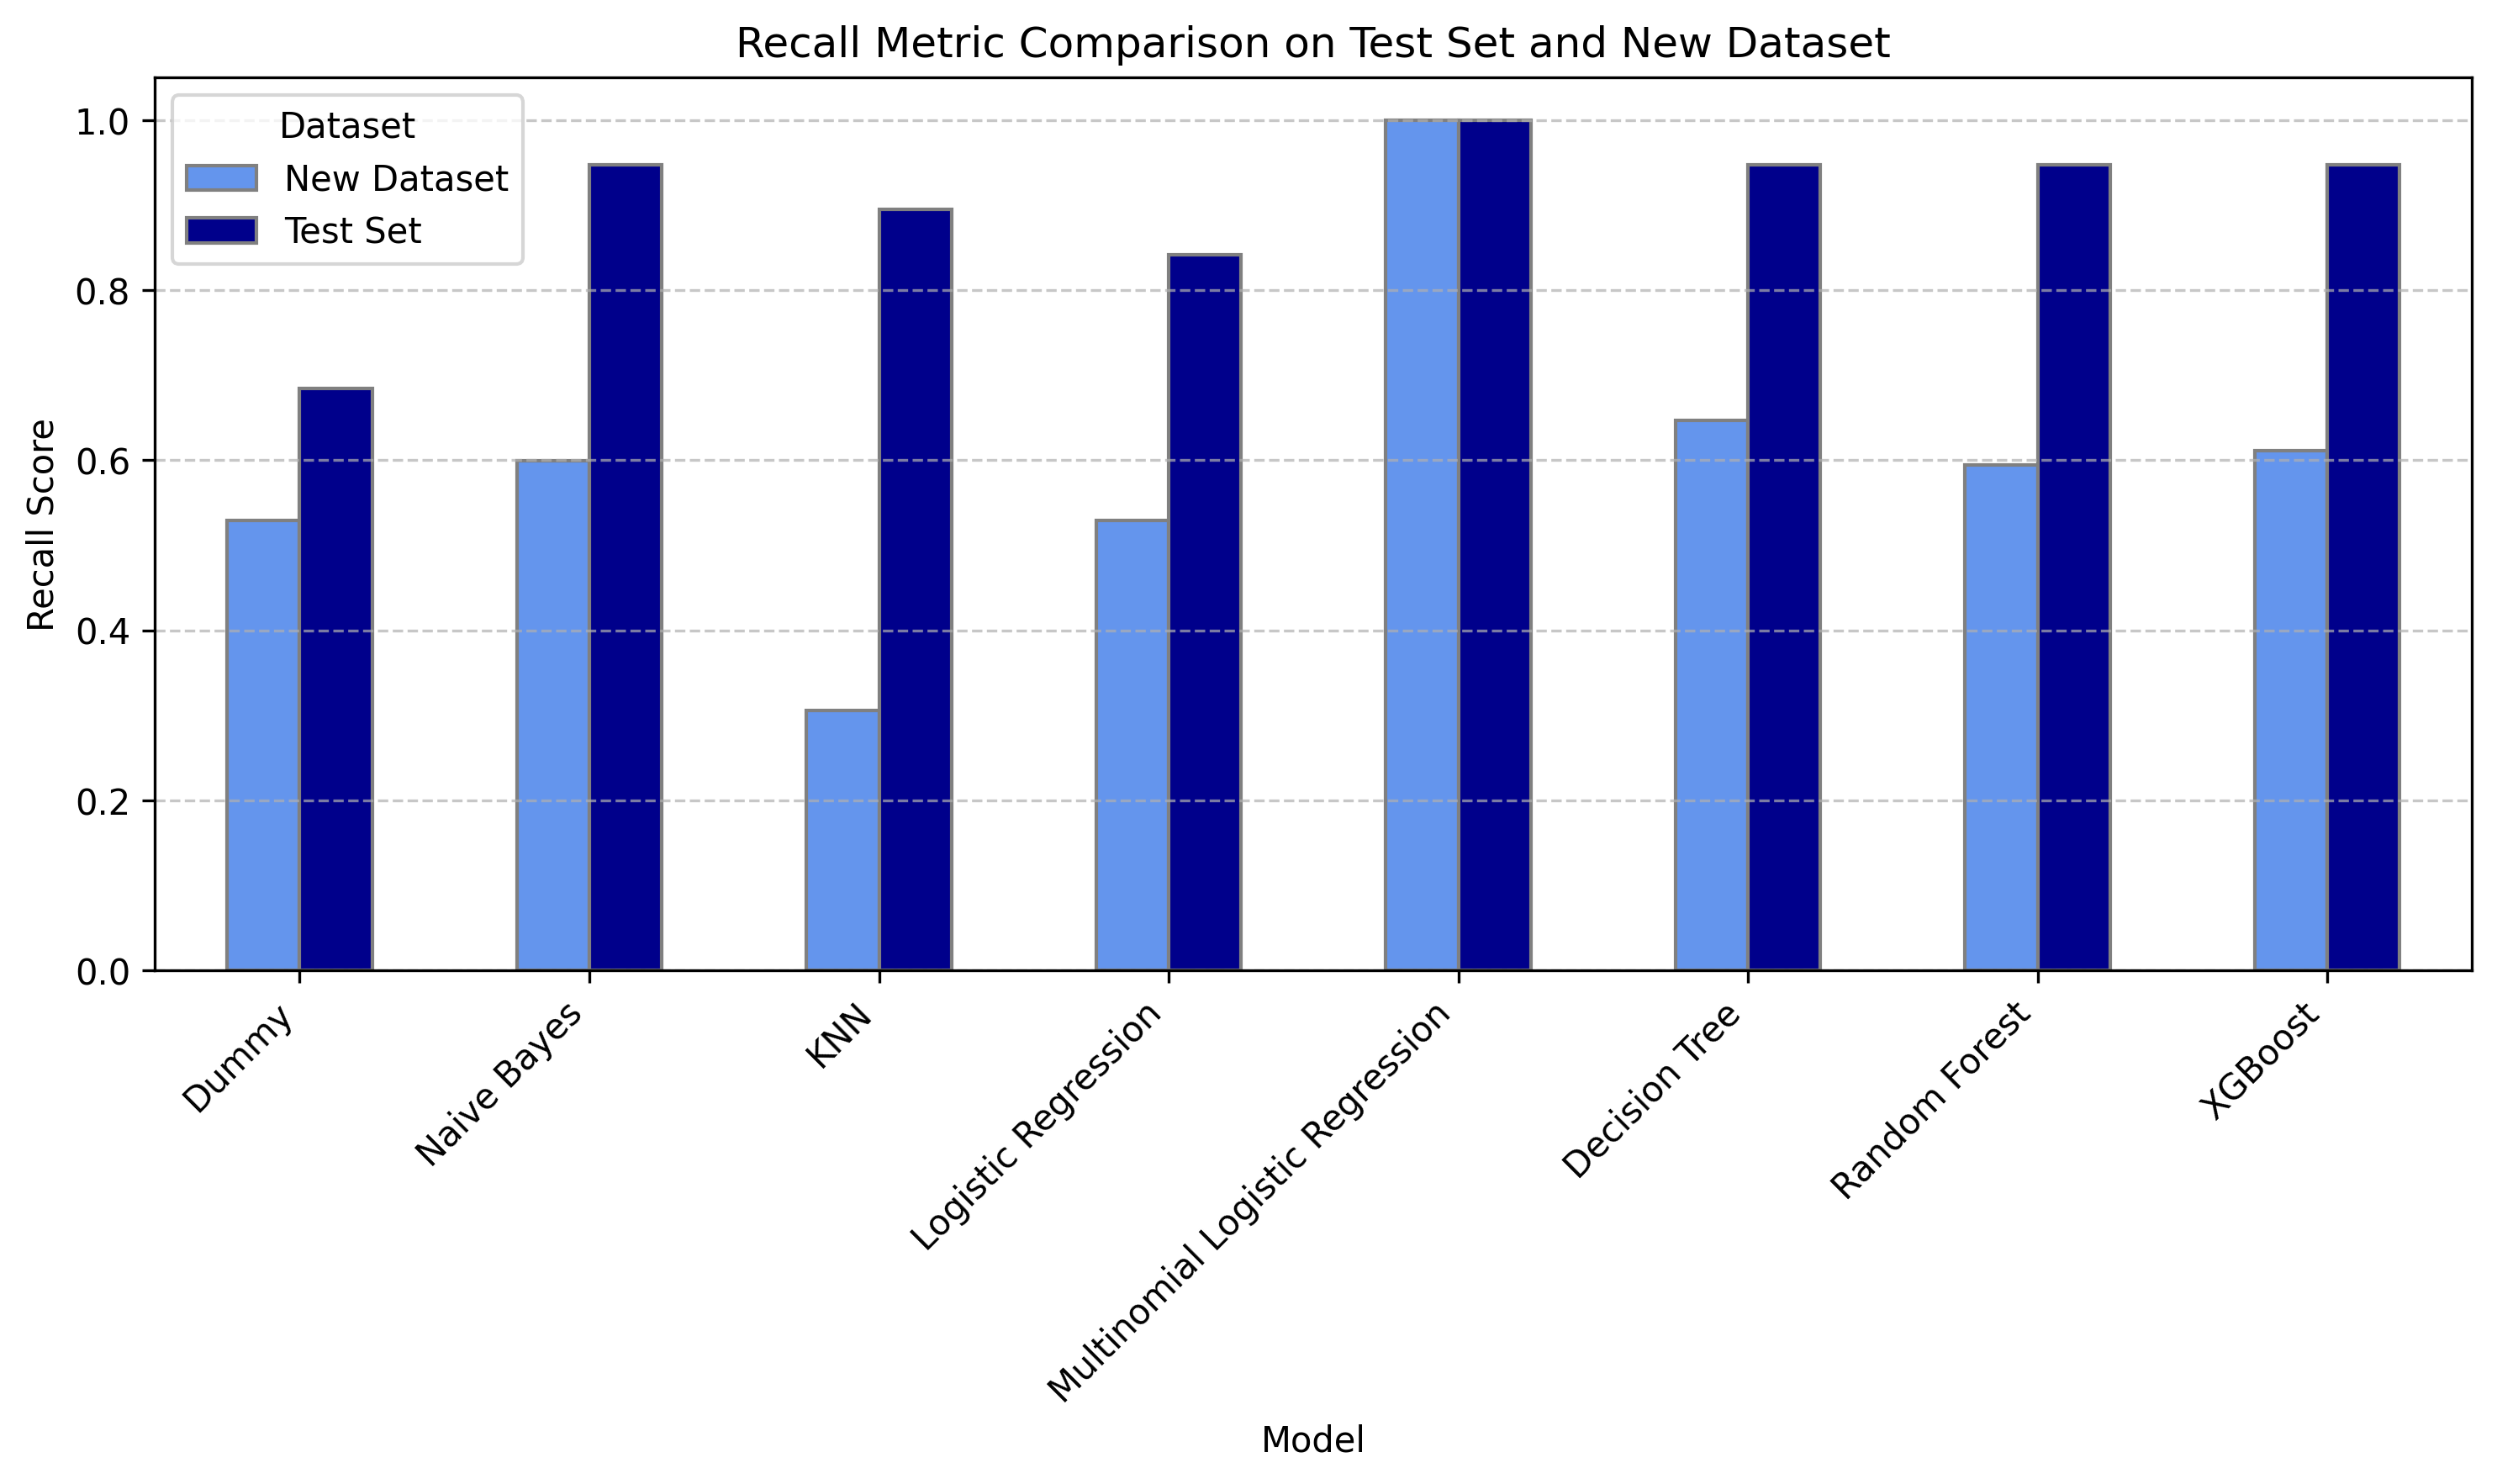 Recall Metric Comparison on Test Set and New Dataset
Dataset
New Dataset
Test Set
Recall Score
1.0
0.8
0.6
0.4
0.2
0.0
Dummy
Naive Bayes
KNN
Logistic Regression
Multinomial Logistic Regression
Decision Tree
Random Forest
XGBoost
Model